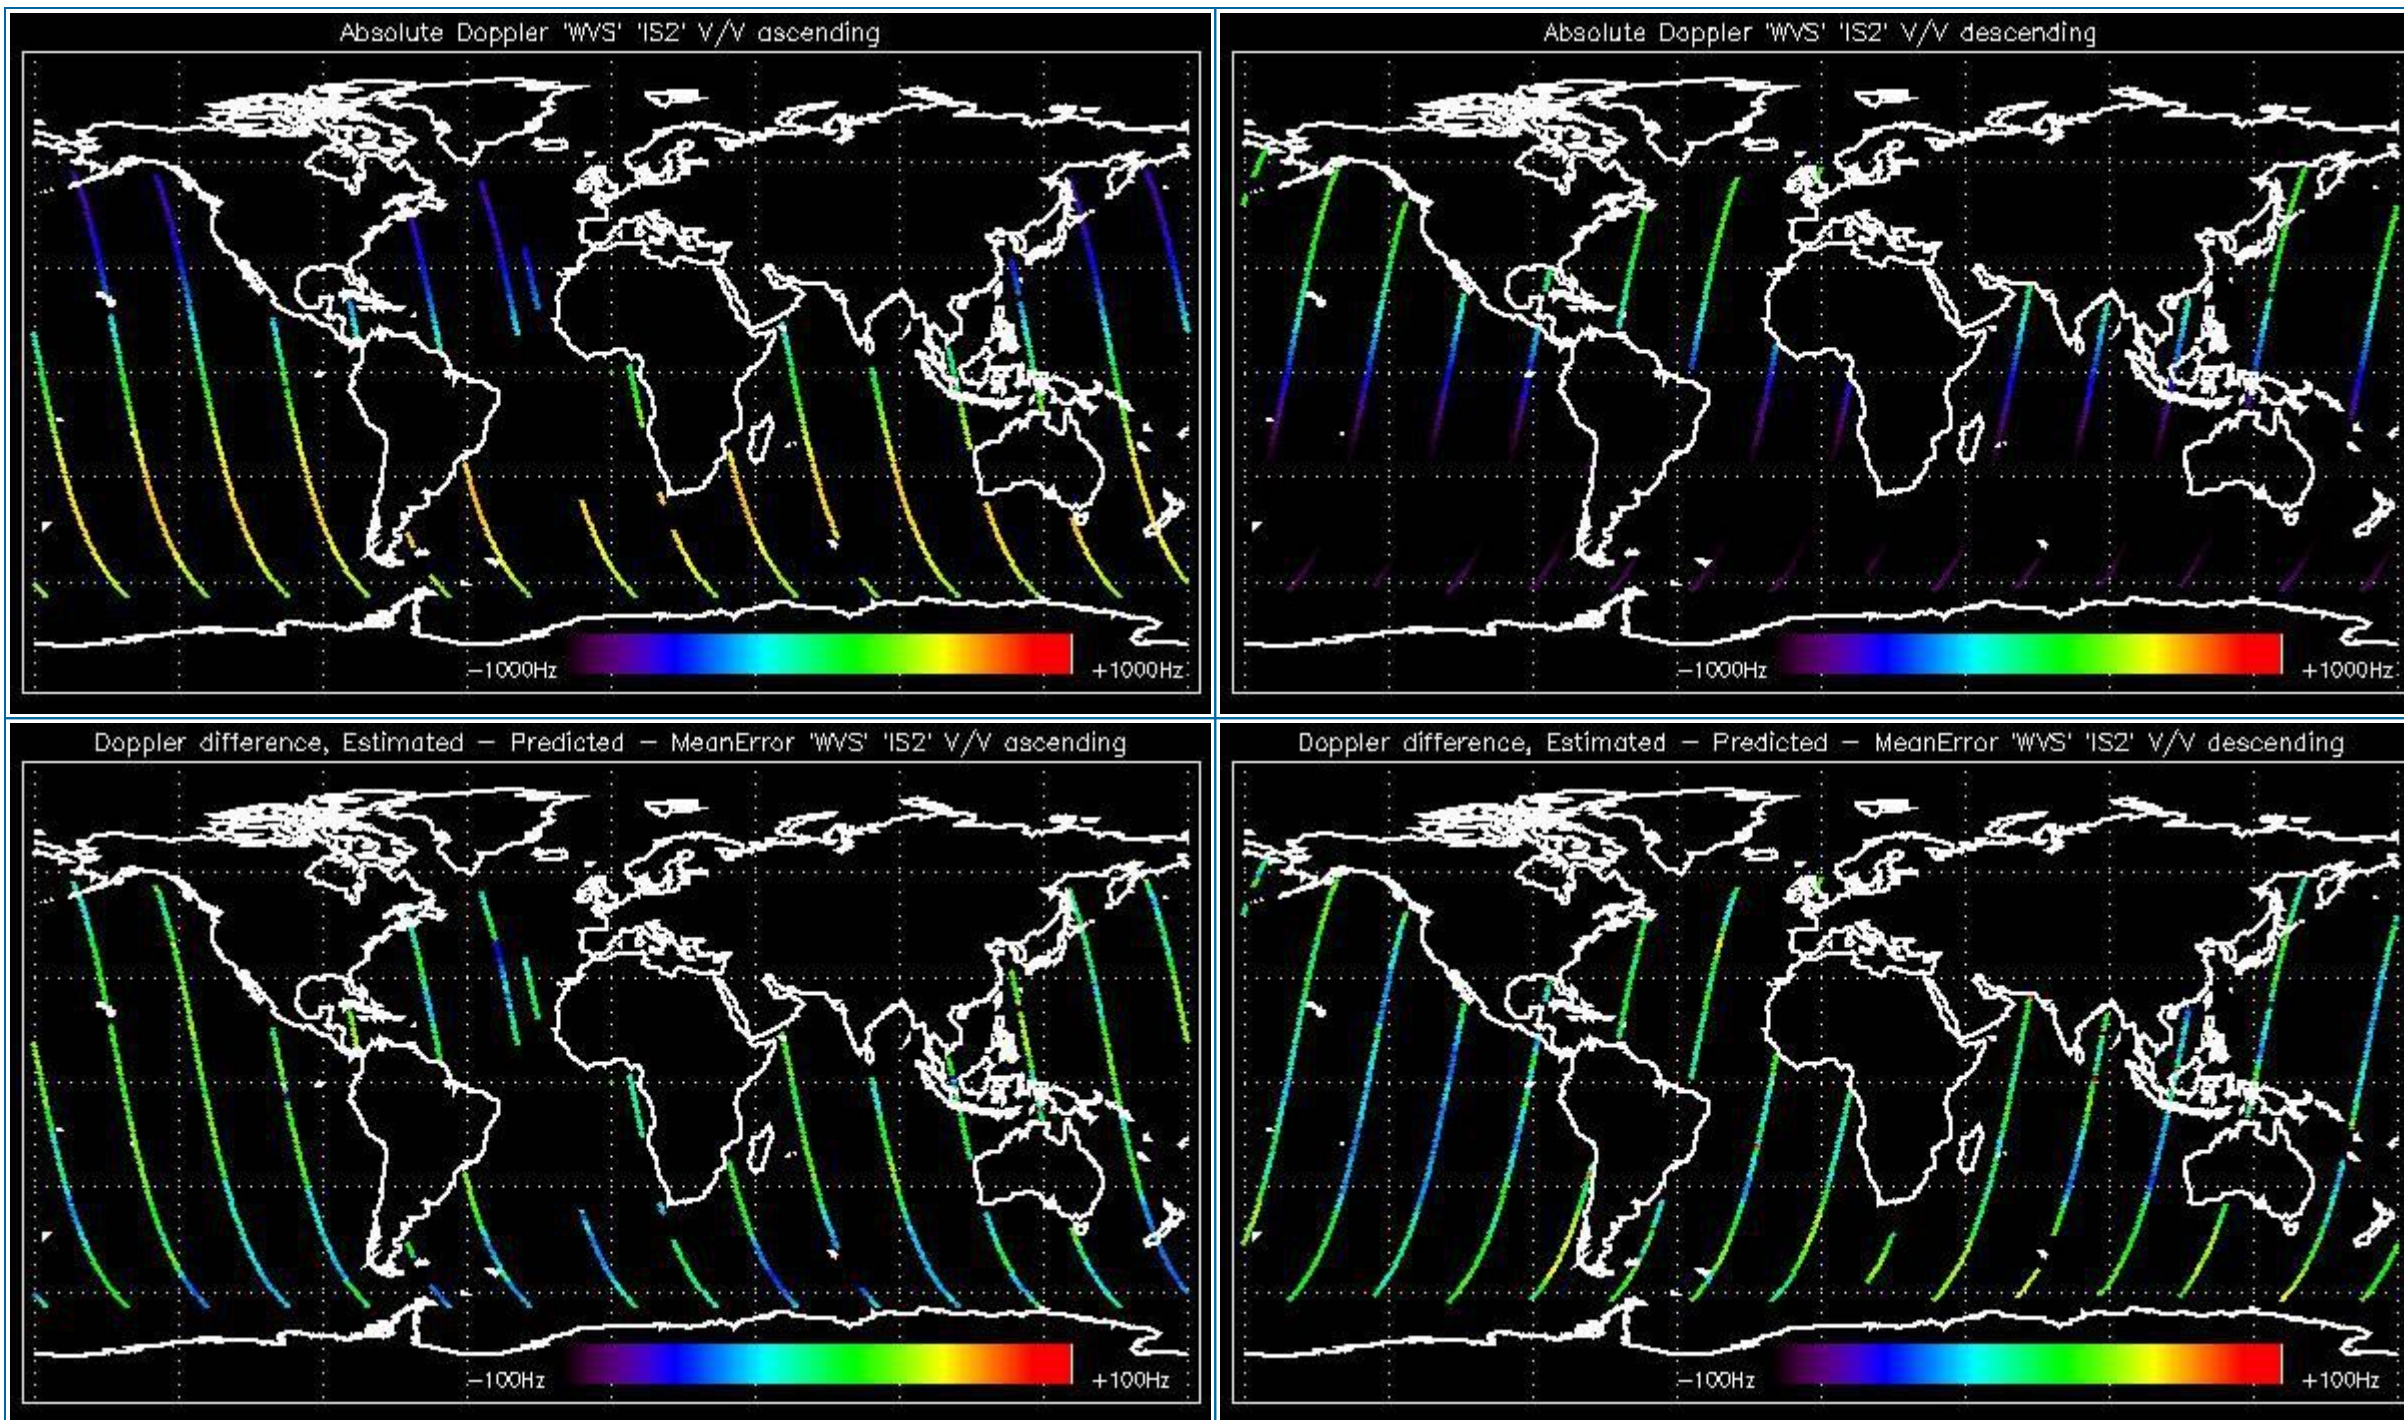 Absolute Doppler 'WVS' 'IS2' V/V ascending
-1000Hz +1000Hz
Absolute Doppler 'WVS' 'IS2' V/V descending
-1000Hz +1000Hz
Doppler difference, Estimated - Predicted - MeanError 'WVS' 'IS2' V/V ascending
-100Hz +100Hz
Doppler difference, Estimated - Predicted - MeanError 'WVS' 'IS2' V/V descending
-100Hz +100Hz